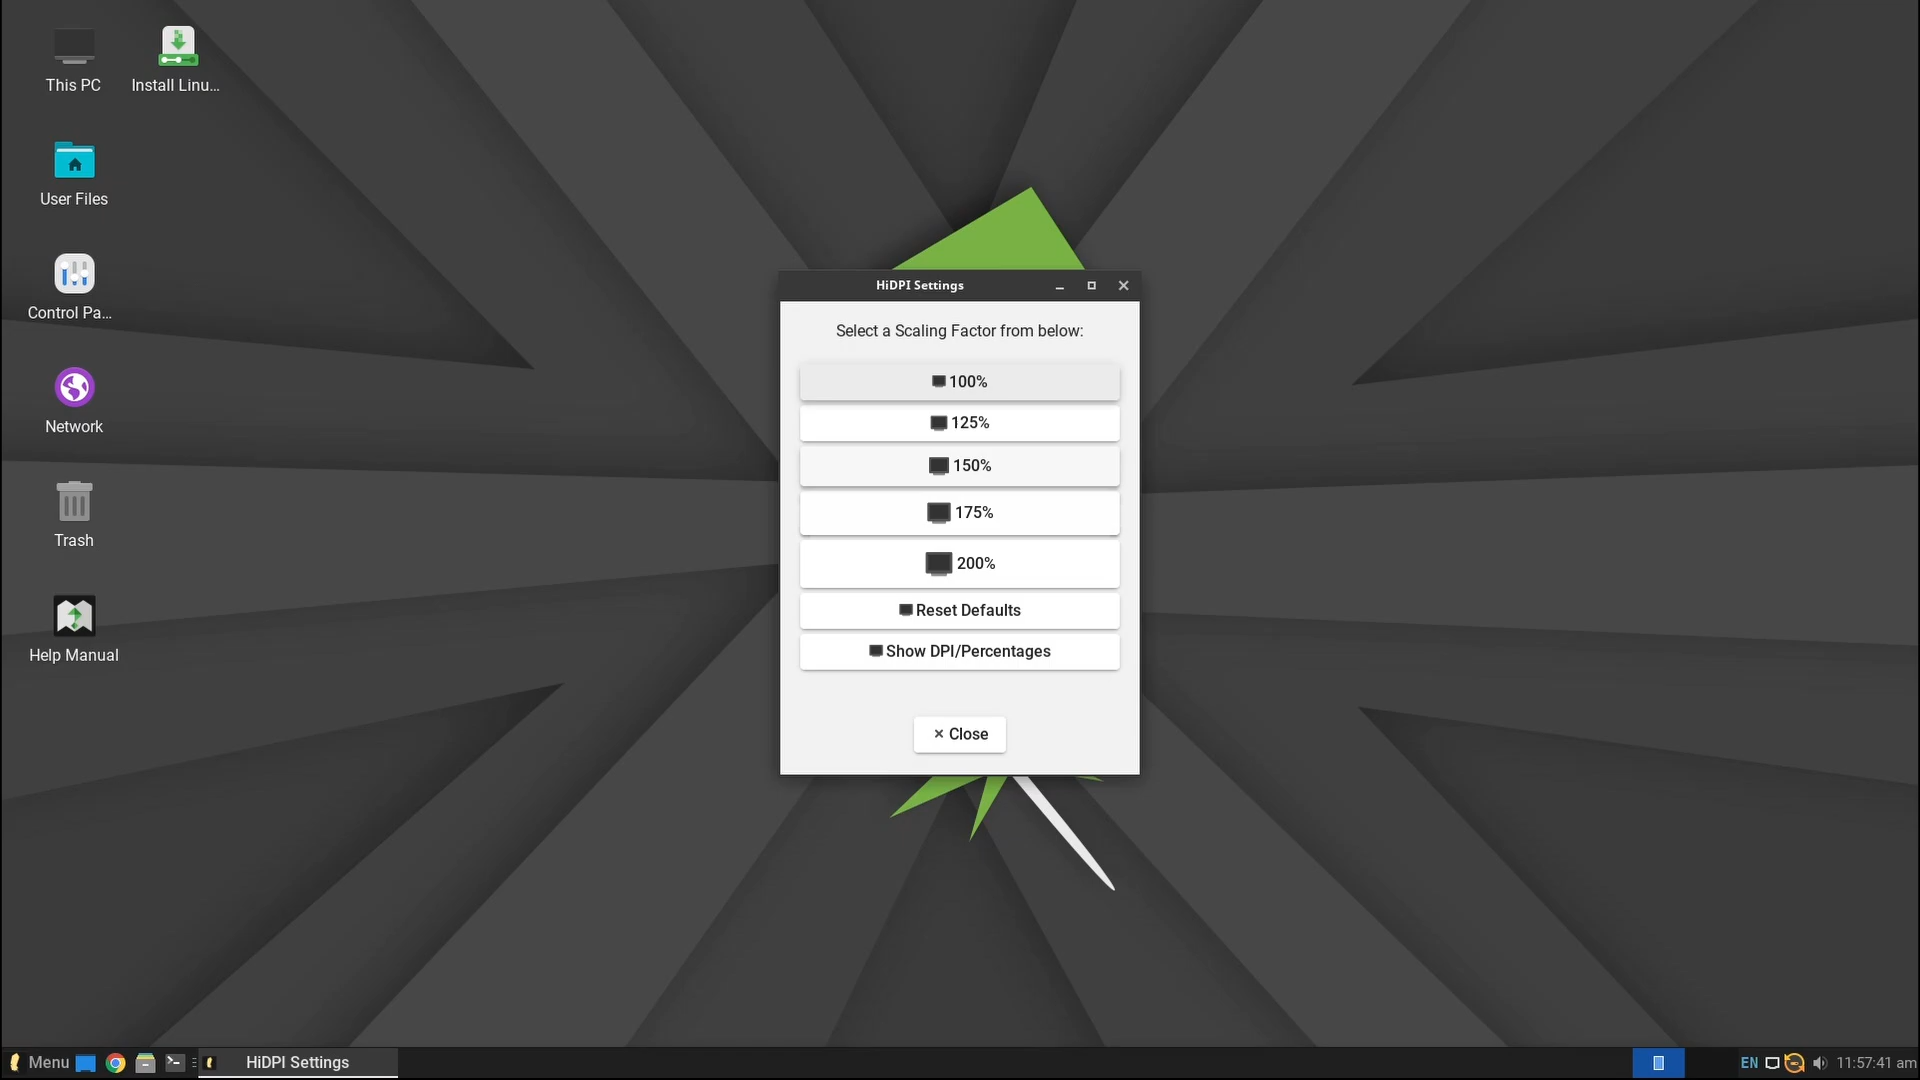 This PC
Install Linu...
User Files
Control Pa...
Network
Trash
Help Manual
HiDPI Settings
Select a Scaling Factor from below:
100%
125%
150%
175%
200%
Reset Defaults
Show DPI/Percentages
Close
Menu
HiDPI Settings
EN
11:57:41 am